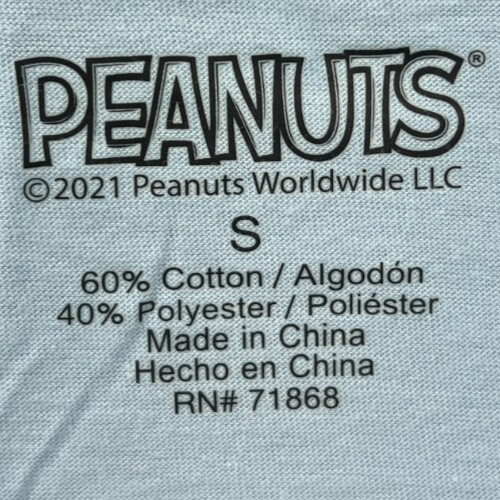 PEANUTS®
©2021 Peanuts Worldwide LLC
S
60% Cotton / Algodón
40% Polyester / Poliéster
Made in China
Hecho en China
RN# 71868